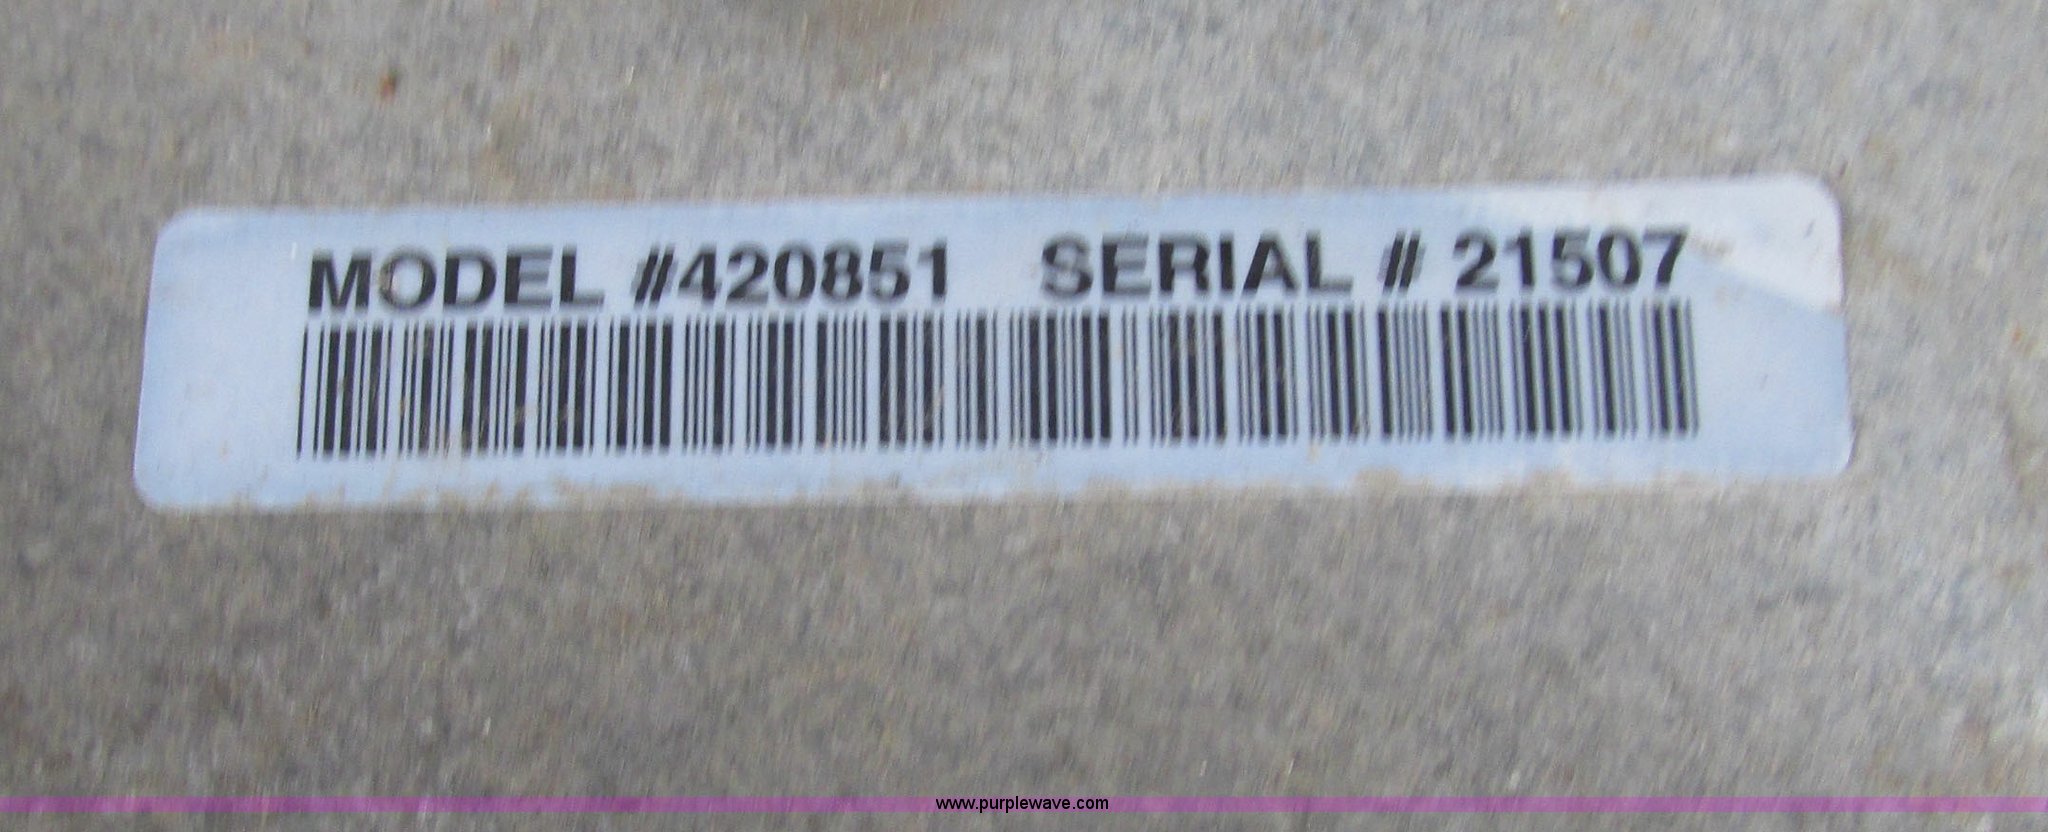 MODEL #420851 SERIAL # 21507
www.purplewave.com